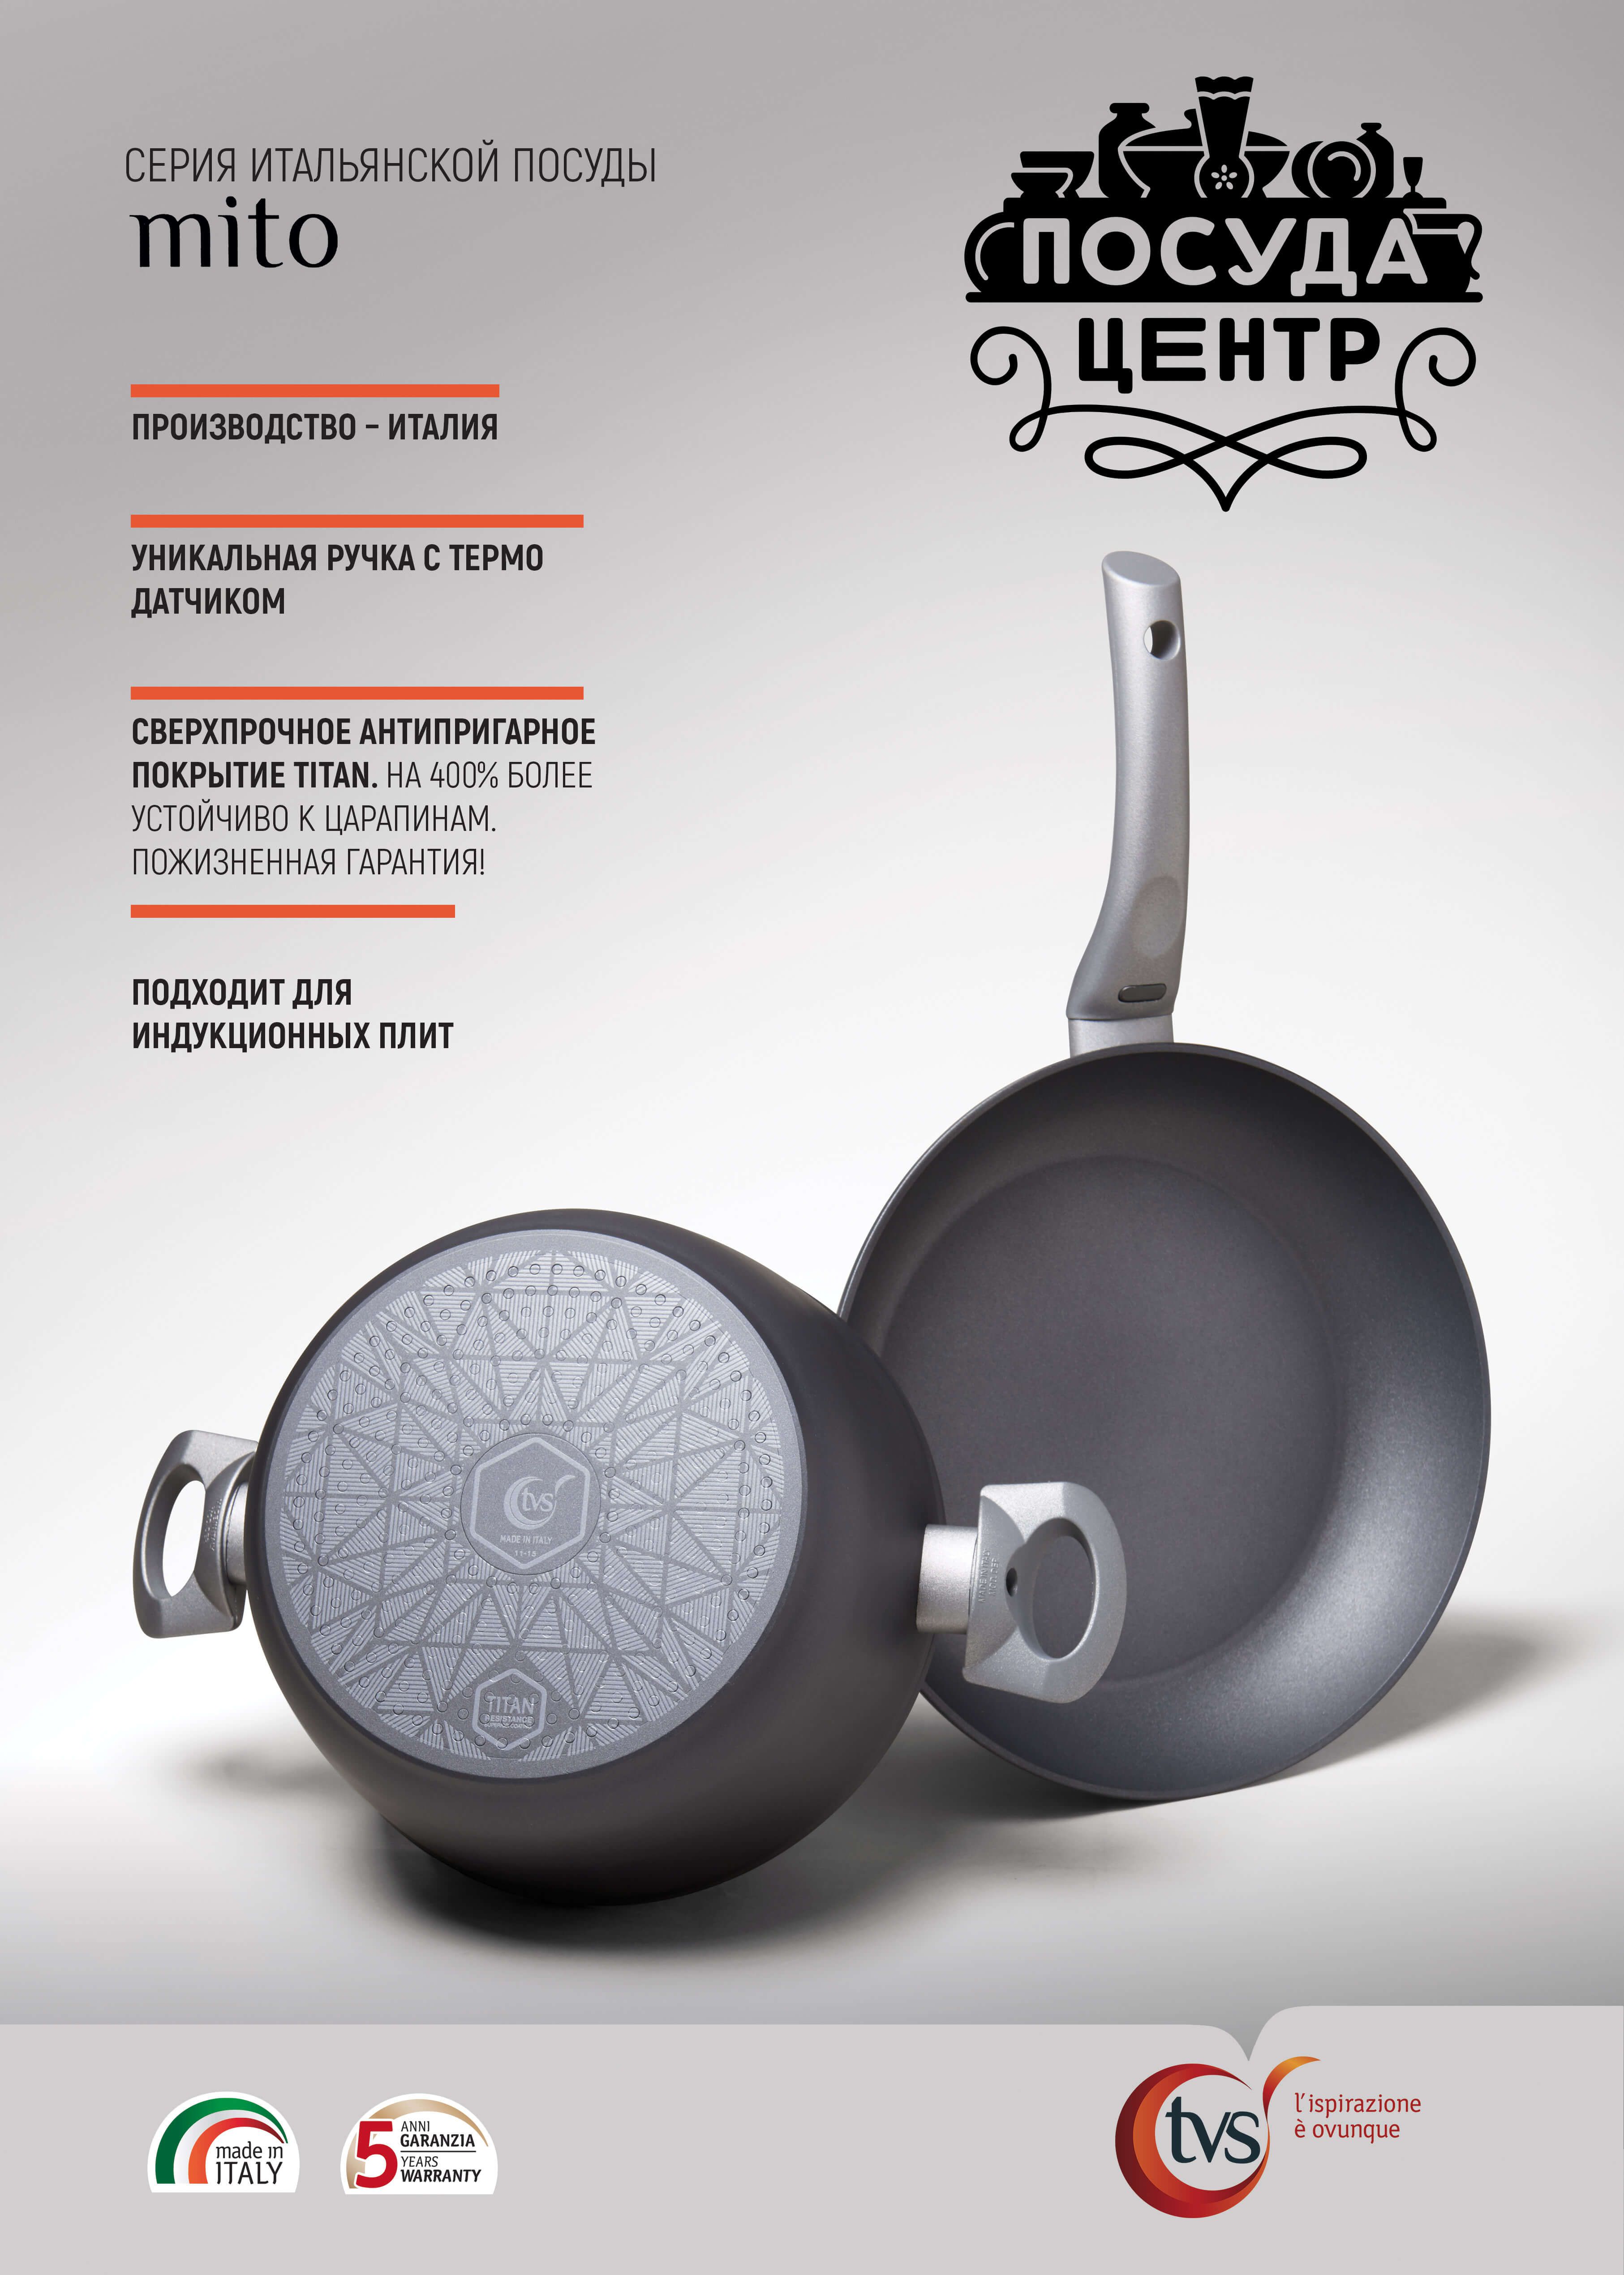 СЕРИЯ ИТАЛЬЯНСКОЙ ПОСУДЫ
mito
ПОСУДА
ЦЕНТР
ПРОИЗВОДСТВО – ИТАЛИЯ
УНИКАЛЬНАЯ РУЧКА С ТЕРМО
ДАТЧИКОМ
СВЕРХПРОЧНОЕ АНТИПРИГАРНОЕ
ПОКРЫТИЕ TITAN. НА 400% БОЛЕЕ
УСТОЙЧИВО К ЦАРАПИНАМ.
ПОЖИЗНЕННАЯ ГАРАНТИЯ!
ПОДХОДИТ ДЛЯ
ИНДУКЦИОННЫХ ПЛИТ
tvs
MADE IN ITALY
TITAN
RESISTANCE
made in
ITALY
5 ANNI
GARANZIA
YEARS
WARRANTY
tvs
l'ispirazione
è ovunque